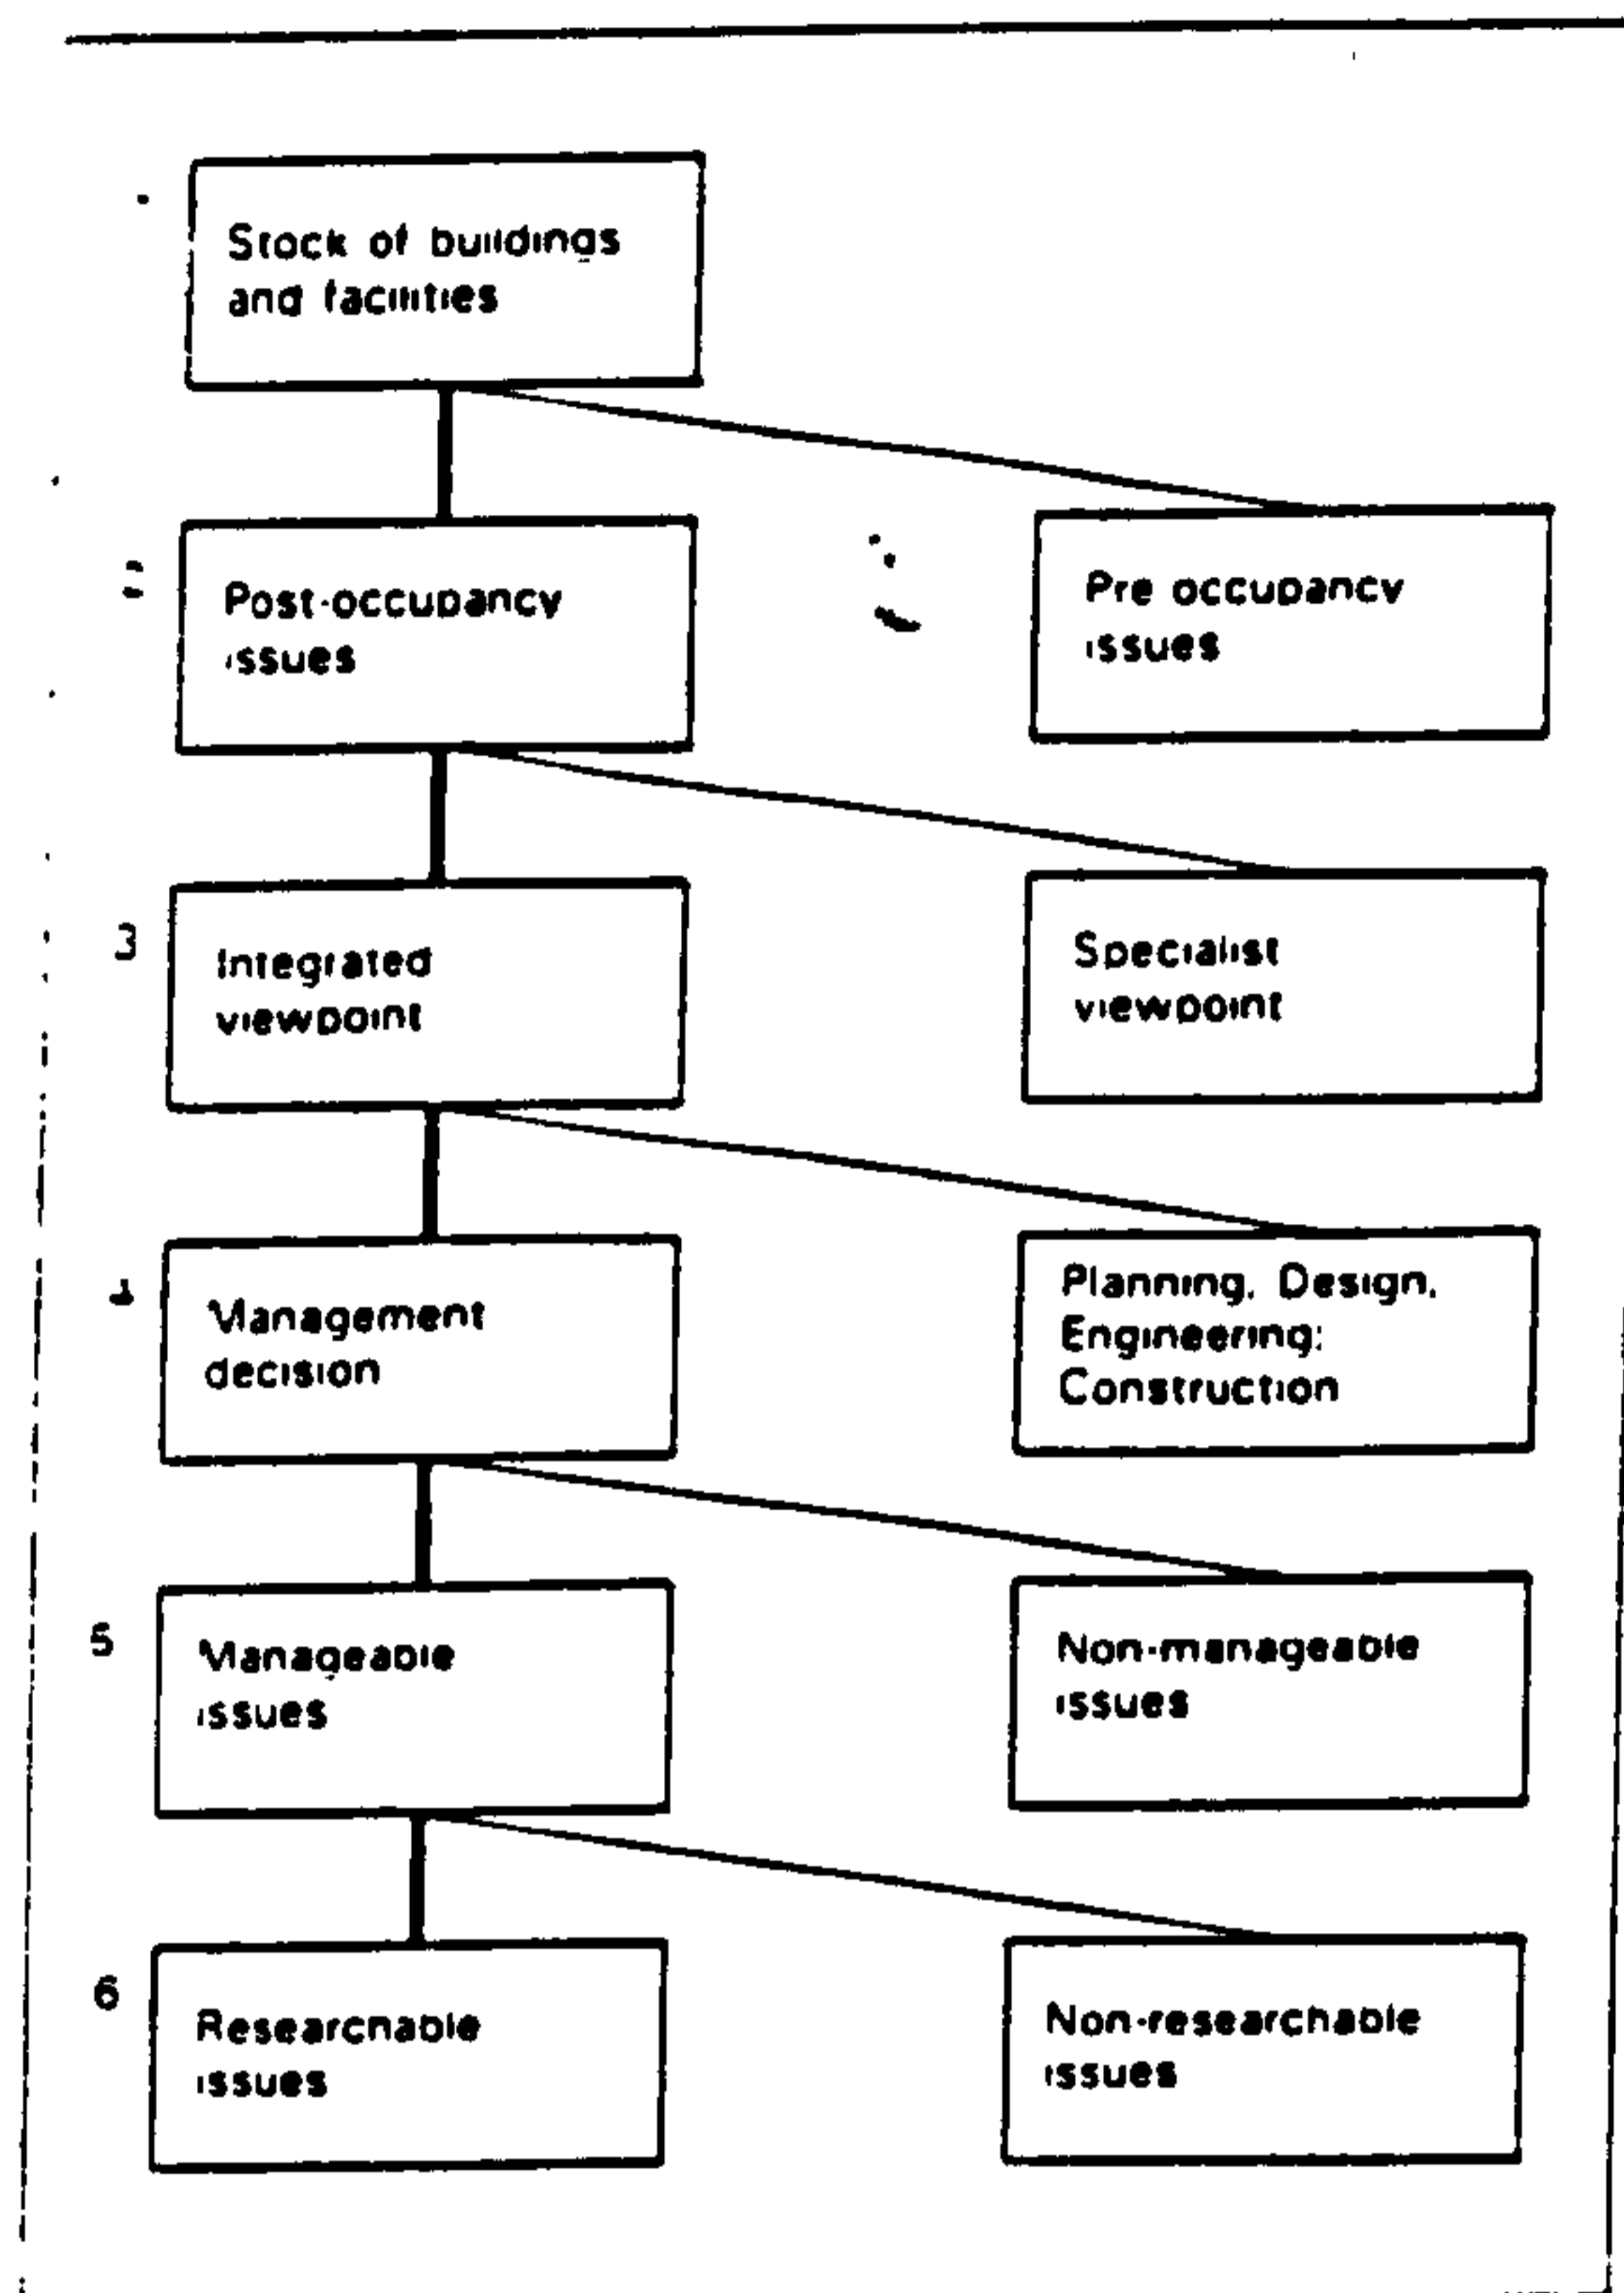 Stock of buildings
and facilities
Post-occupancy
issues
Pre occupancy
issues
3
Integrated
viewpoint
Specialist
viewpoint
4
Management
decision
Planning, Design,
Engineering;
Construction
5
Manageable
issues
Non-manageable
issues
6
Researchable
issues
Non-researchable
issues